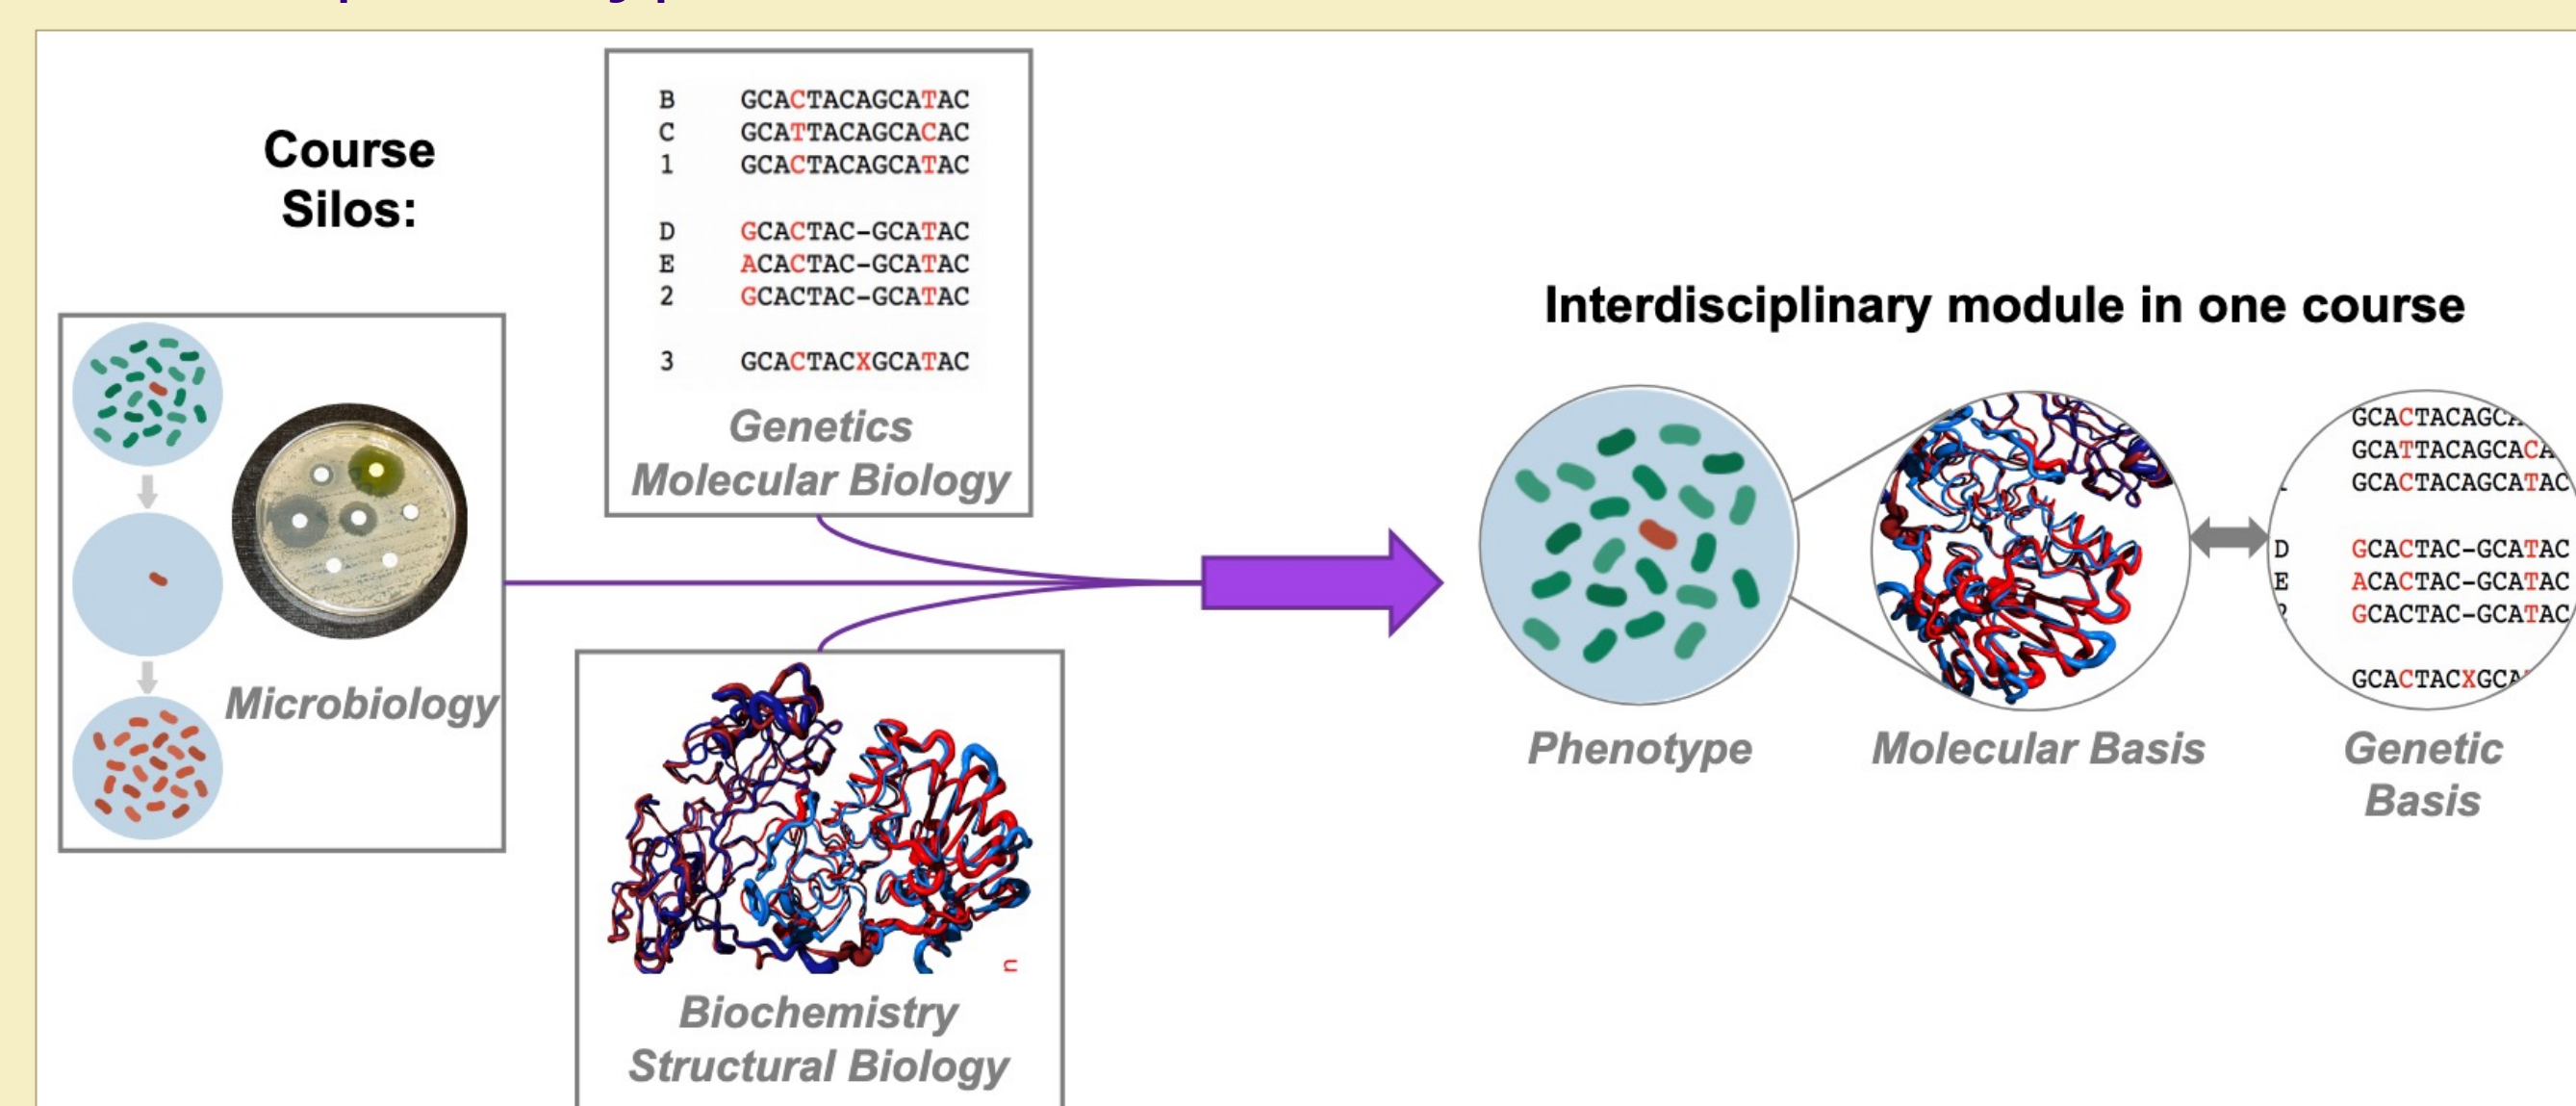 Course
Silos:
B GCACTACAGCATAC
C GCATTACAGCACAC
1 GCACTACAGCATAC
D GCACTAC-GCATAC
E ACACTAC-GCATAC
2 GCACTAC-GCATAC
3 GCACTACXGCATAC
Genetics
Molecular Biology
Microbiology
Biochemistry
Structural Biology
Interdisciplinary module in one course
GCACTACAGCA
GCATTACAGCACA
GCACTACAGCATAC
D GCACTAC-GCATAC
E ACACTAC-GCATAC
GCACTAC-GCATAC
GCACTACXGCA
Phenotype
Molecular Basis
Genetic
Basis